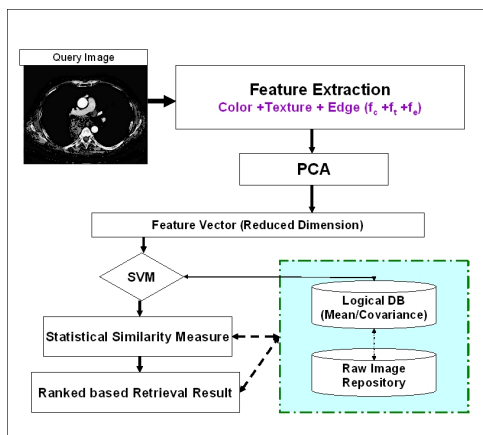 Query Image
Feature Extraction
Color +Texture + Edge (fc +ft +fe)
PCA
Feature Vector (Reduced Dimension)
SVM
Logical DB
(Mean/Covariance)
Statistical Similarity Measure
Raw Image
Repository
Ranked based Retrieval Result